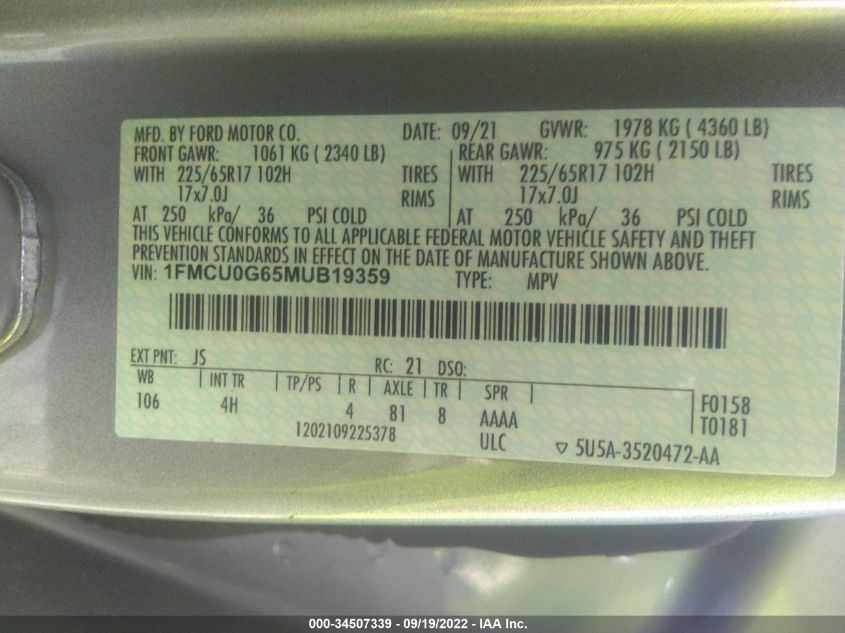 MFD. BY FORD MOTOR CO. DATE: 09/21 GVWR: 1978 KG ( 4360 LB)
FRONT GAWR: 1061 KG ( 2340 LB) REAR GAWR: 975 KG ( 2150 LB)
WITH 225/65R17 102H TIRES WITH 225/65R17 102H TIRES
17x7.0J RIMS 17x7.0J RIMS
AT 250 kPa/ 36 PSI COLD AT 250 kPa/ 36 PSI COLD
THIS VEHICLE CONFORMS TO ALL APPLICABLE FEDERAL MOTOR VEHICLE SAFETY AND THEFT
PREVENTION STANDARDS IN EFFECT ON THE DATE OF MANUFACTURE SHOWN ABOVE.
VIN: 1FMCU0G65MUB19359 TYPE: MPV
EXT PNT: JS RC: 21 DSO:
WB INT TR TP/PS R AXLE TR SPR
106 4H 4 81 8 AAAA F0158
1202109225378 ULC T0181
5U5A-3520472-AA
000-34507339 - 09/19/2022 - IAA Inc.